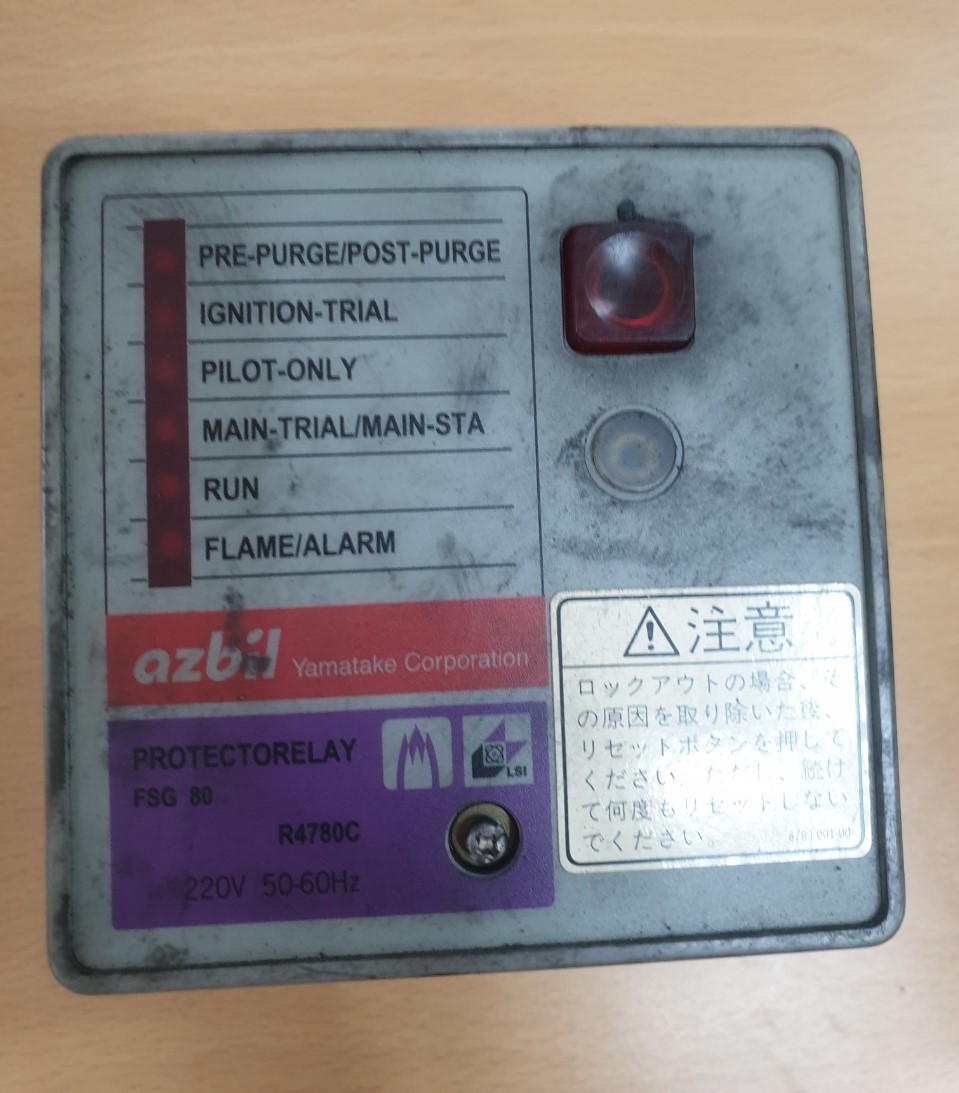 PRE-PURGE/POST-PURGE
IGNITION-TRIAL
PILOT-ONLY
MAIN-TRIAL/MAIN-STA
RUN
FLAME/ALARM
azbil Yamatake Corporation
PROTECTORELAY
FSG 80
LSI
R4780C
220V 50-60Hz
注意
ロックアウトの場合、そ
の原因を取り除いた後、
リセットボタンを押して
ください。ただし、続け
て何度もリセットしない
でください。